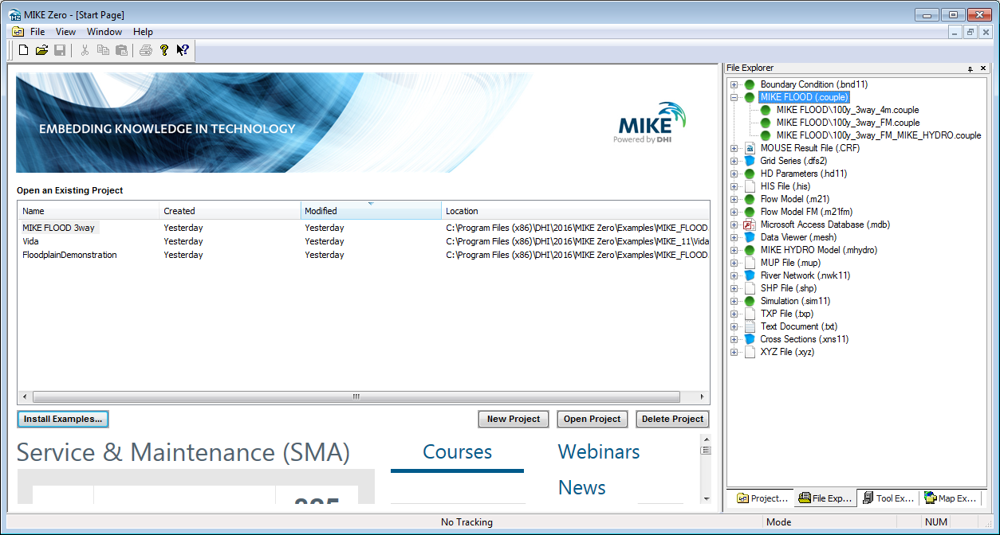 MIKE Zero - [Start Page]
File View Window Help
EMBEDDING KNOWLEDGE IN TECHNOLOGY
MIKE
Powered by DHI
Open an Existing Project
Name Created Modified Location
MIKE FLOOD 3way Yesterday Yesterday C:\Program Files (x86)\DHI\2016\MIKE Zero\Examples\MIKE_FLOOD
Vida Yesterday Yesterday C:\Program Files (x86)\DHI\2016\MIKE Zero\Examples\MIKE_11\Vida
FloodplainDemonstration Yesterday Yesterday C:\Program Files (x86)\DHI\2016\MIKE Zero\Examples\MIKE_FLOOD
Install Examples... New Project Open Project Delete Project
Service & Maintenance (SMA)
Courses
Webinars
News
File Explorer
Boundary Condition (.bnd11)
MIKE FLOOD (.couple)
MIKE FLOOD\100y_3way_4m.couple
MIKE FLOOD\100y_3way_FM.couple
MIKE FLOOD\100y_3way_FM_MIKE_HYDRO.couple
MOUSE Result File (.CRF)
Grid Series (.dfs2)
HD Parameters (.hd11)
HIS File (.his)
Flow Model (.m21)
Flow Model FM (.m21fm)
Microsoft Access Database (.mdb)
Data Viewer (.mesh)
MIKE HYDRO Model (.mhydro)
MUP File (.mup)
River Network (.nwk11)
SHP File (.shp)
Simulation (.sim11)
TXP File (.txp)
Text Document (.txt)
Cross Sections (.xns11)
XYZ File (.xyz)
Project... File Exp... Tool Ex... Map Ex...
No Tracking Mode NUM